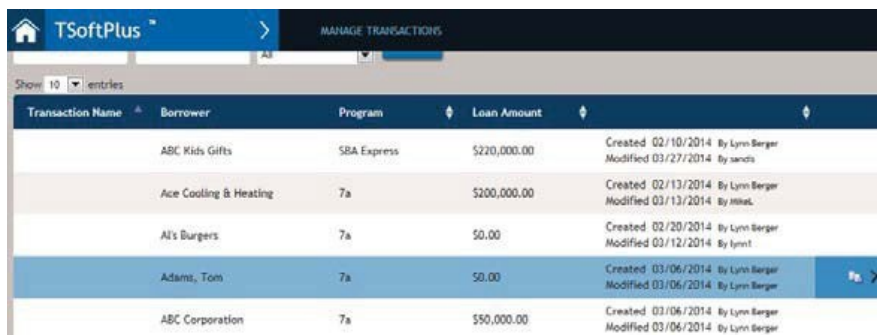 TSoftPlus ™ MANAGE TRANSACTIONS
All
Show 10 entries
Transaction Name Borrower Program Loan Amount
ABC Kids Gifts SBA Express $220,000.00 Created 02/10/2014 By Lynn Berger
Modified 03/27/2014 By sandis
Ace Cooling & Heating 7a $200,000.00 Created 02/13/2014 By Lynn Berger
Modified 03/13/2014 By MikeL
Al's Burgers 7a $0.00 Created 02/20/2014 By Lynn Berger
Modified 03/12/2014 By lynn1
Adams, Tom 7a $0.00 Created 03/06/2014 By Lynn Berger
Modified 03/06/2014 By Lynn Berger
ABC Corporation 7a $50,000.00 Created 03/06/2014 By Lynn Berger
Modified 03/06/2014 By Lynn Berger